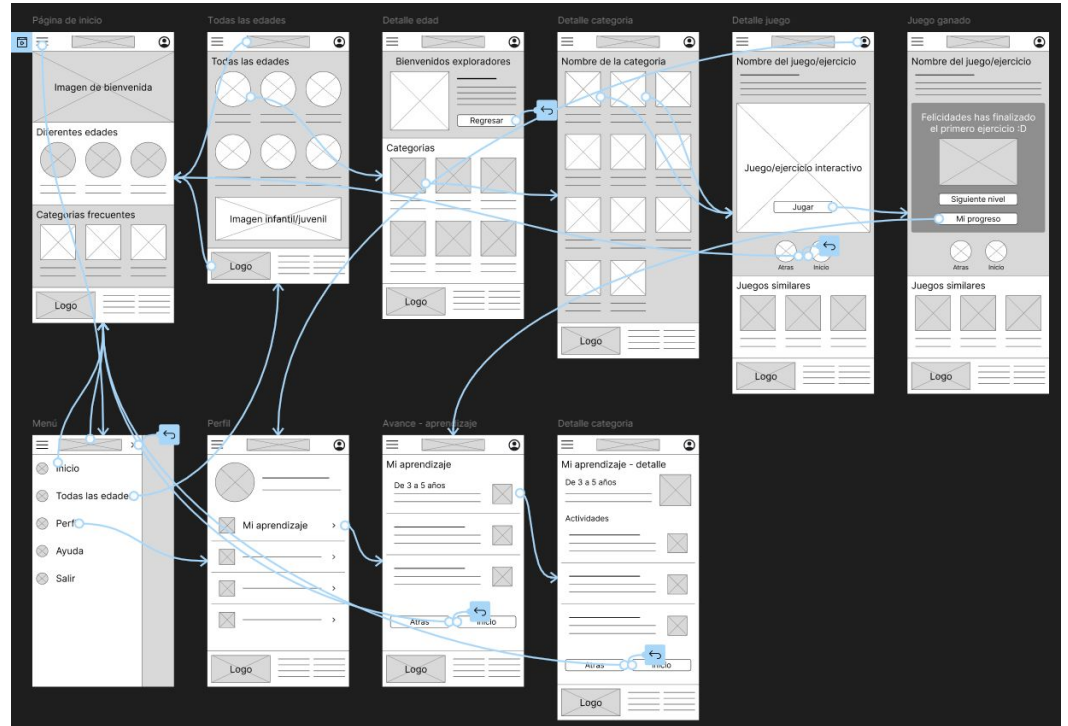 Página de inicio
Imagen de bienvenida
Diferentes edades
Categorias frecuentes
Logo
Todas las edades
Todas las edades
Imagen infantil/juvenil
Logo
Detalle edad
Bienvenidos exploradores
Regresar
Categorías
Logo
Detalle categoria
Nombre de la categoría
Logo
Detalle juego
Nombre del juego/ejercicio
Juego/ejercicio interactivo
Jugar
Atras
Inicio
Juegos similares
Logo
Juego ganado
Nombre del juego/ejercicio
Felicidades has finalizado
el primero ejercicio :D
Siguiente nivel
Mi progreso
Atras
Inicio
Juegos similares
Logo
Menú
Inicio
Todas las edade
Perfil
Ayuda
Salir
Perfil
Mi aprendizaje
Logo
Avance - aprendizaje
Mi aprendizaje
De 3 a 5 años
Atras
Inicio
Logo
Detalle categoria
Mi aprendizaje - detalle
De 3 a 5 años
Actividades
Atras
Inicio
Logo